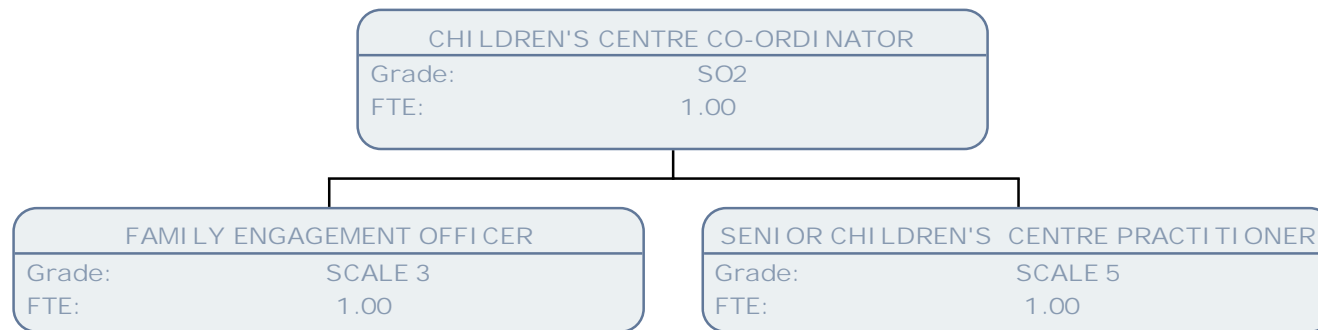 CHILDREN'S CENTRE CO-ORDINATOR
Grade: SO2
FTE: 1.00
FAMILY ENGAGEMENT OFFICER
Grade: SCALE 3
FTE: 1.00
SENIOR CHILDREN'S CENTRE PRACTITIONER
Grade: SCALE 5
FTE: 1.00